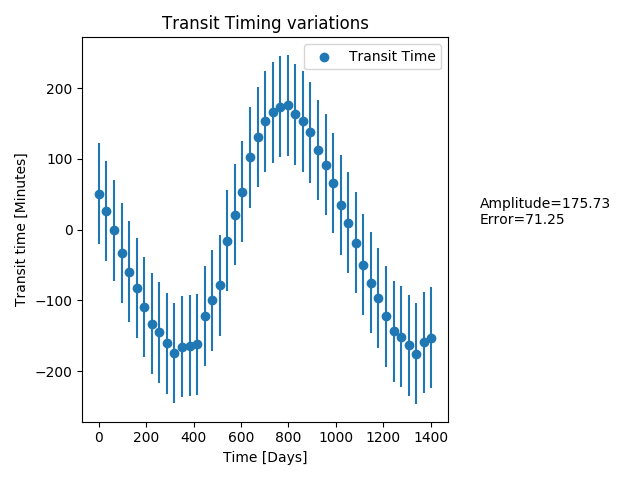 Transit Timing variations
Transit Time
Transit time [Minutes]
200
100
0
−100
−200
0
200
400
600
800
1000
1200
1400
Time [Days]
Amplitude=175.73
Error=71.25